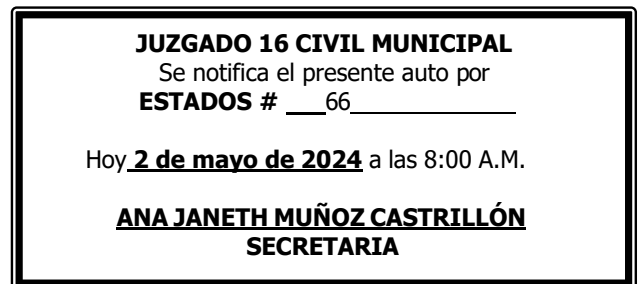 JUZGADO 16 CIVIL MUNICIPAL
Se notifica el presente auto por
ESTADOS # ___66____________
Hoy 2 de mayo de 2024 a las 8:00 A.M.
ANA JANETH MUÑOZ CASTRILLÓN
SECRETARIA